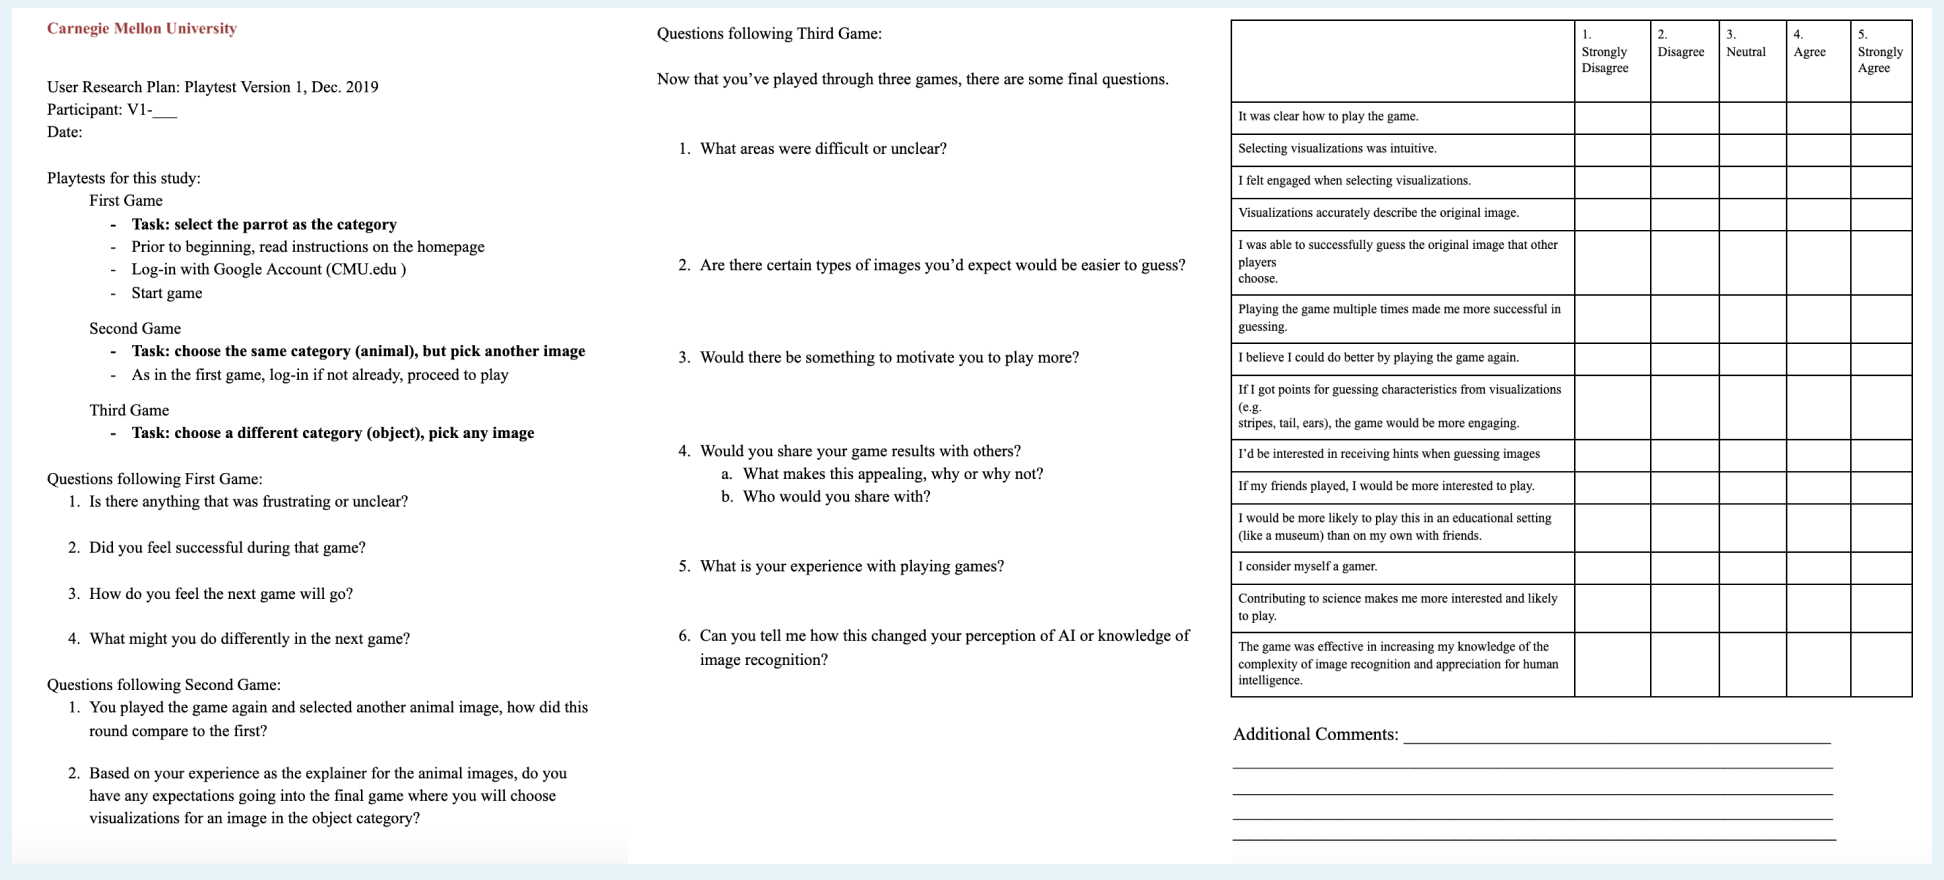 Carnegie Mellon University
User Research Plan: Playtest Version 1, Dec. 2019
Participant: V1-___
Date:
Playtests for this study:
First Game
- Task: select the parrot as the category
- Prior to beginning, read instructions on the homepage
- Log-in with Google Account (CMU.edu )
- Start game
Second Game
- Task: choose the same category (animal), but pick another image
- As in the first game, log-in if not already, proceed to play
Third Game
- Task: choose a different category (object), pick any image
Questions following First Game:
1. Is there anything that was frustrating or unclear?
2. Did you feel successful during that game?
3. How do you feel the next game will go?
4. What might you do differently in the next game?
Questions following Second Game:
1. You played the game again and selected another animal image, how did this
round compare to the first?
2. Based on your experience as the explainer for the animal images, do you
have any expectations going into the final game where you will choose
visualizations for an image in the object category?
Questions following Third Game:
Now that you’ve played through three games, there are some final questions.
1. What areas were difficult or unclear?
2. Are there certain types of images you’d expect would be easier to guess?
3. Would there be something to motivate you to play more?
4. Would you share your game results with others?
a. What makes this appealing, why or why not?
b. Who would you share with?
5. What is your experience with playing games?
6. Can you tell me how this changed your perception of AI or knowledge of
image recognition?
1. 2. 3. 4. 5.
Strongly Disagree Neutral Agree Strongly
Disagree Agree
It was clear how to play the game.
Selecting visualizations was intuitive.
I felt engaged when selecting visualizations.
Visualizations accurately describe the original image.
I was able to successfully guess the original image that other
players
choose.
Playing the game multiple times made me more successful in
guessing.
I believe I could do better by playing the game again.
If I got points for guessing characteristics from visualizations
(e.g.
stripes, tail, ears), the game would be more engaging.
I’d be interested in receiving hints when guessing images
If my friends played, I would be more interested to play.
I would be more likely to play this in an educational setting
(like a museum) than on my own with friends.
I consider myself a gamer.
Contributing to science makes me more interested and likely
to play.
The game was effective in increasing my knowledge of the
complexity of image recognition and appreciation for human
intelligence.
Additional Comments: